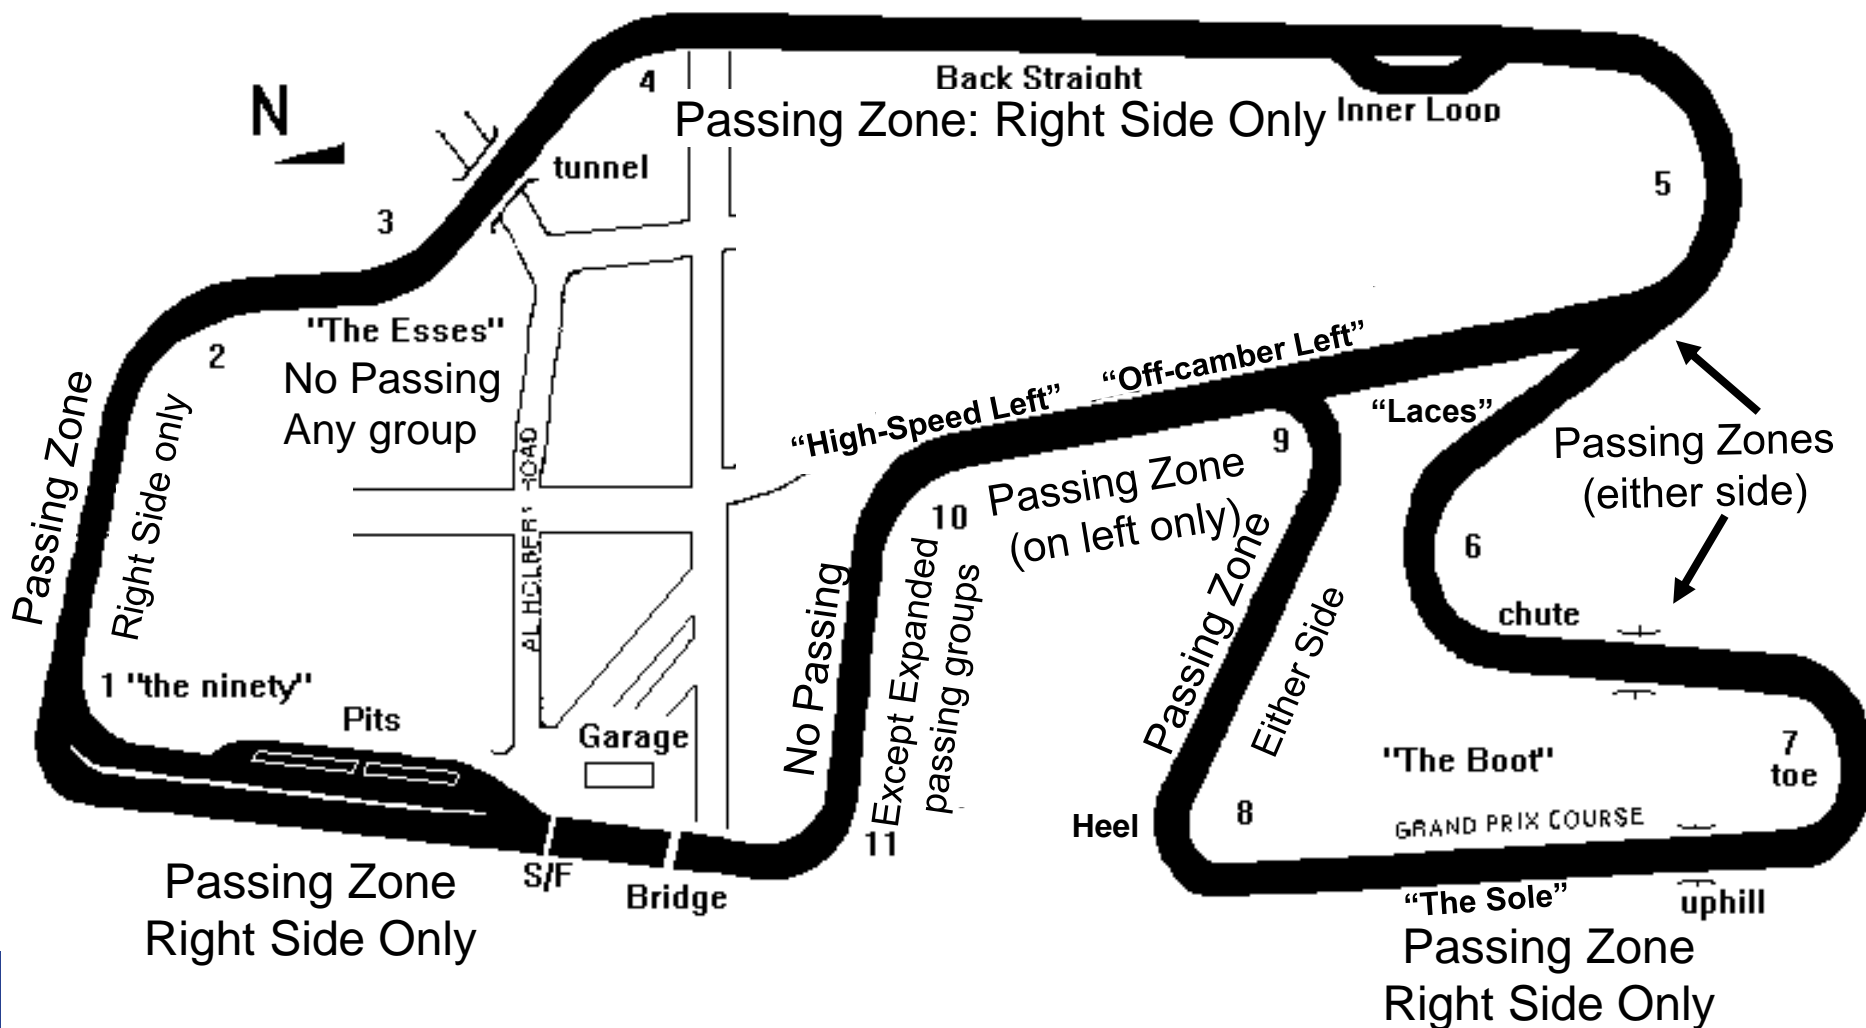 N
4
Back Straight
Passing Zone: Right Side Only
Inner Loop
tunnel
3
5
"The Esses"
No Passing
Any group
2
Passing Zone
Right Side only
“High-Speed Left”
“Off-camber Left”
“Laces”
Passing Zones
(either side)
9
10
Passing Zone
(on left only)
6
chute
No Passing
Except Expanded
passing groups
Passing Zone
Either Side
1 "the ninety"
Pits
Garage
"The Boot"
7
toe
Heel
8
GRAND PRIX COURSE
11
S/F
Bridge
Passing Zone
Right Side Only
“The Sole”
uphill
Passing Zone
Right Side Only